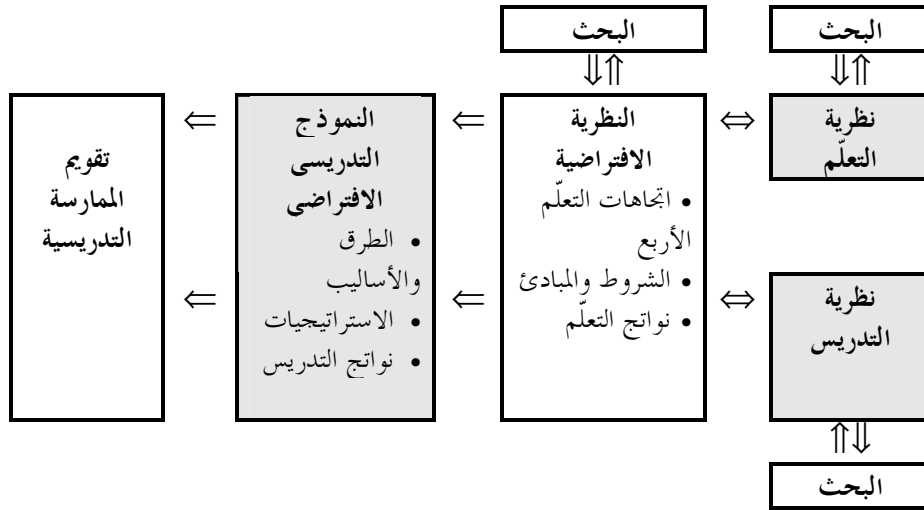 البحث
البحث
⇓⇑
⇓⇑
نظرية
التعلّم
⇔
النظرية
الافتراضية
• اتجاهات التعلّم
الأربع
• الشروط والمبادئ
• نواتج التعلّم
⇐
النموذج
التدريسى
الافتراضى
• الطرق
والأساليب
• الاستراتيجيات
• نواتج التدريس
⇐
تقويم
الممارسة
التدريسية
نظرية
التدريس
⇔
⇐
⇐
⇑⇓
البحث